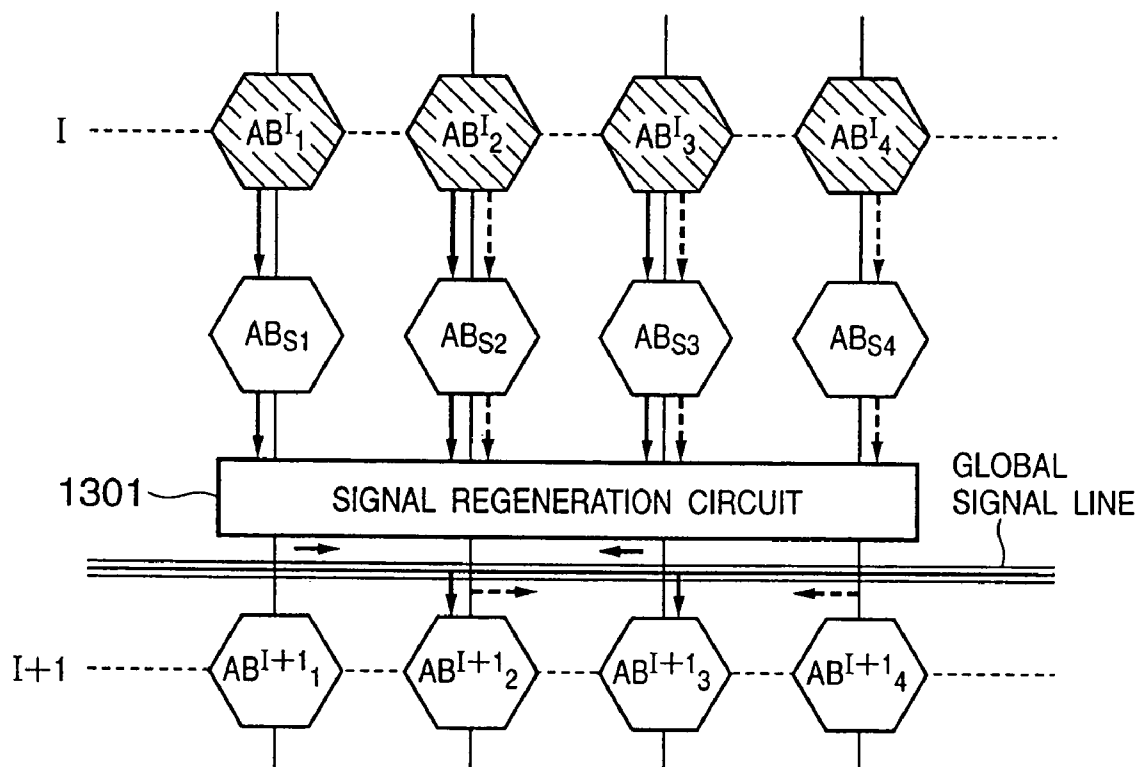 I
AB^I_1 AB^I_2 AB^I_3 AB^I_4
AB_S1 AB_S2 AB_S3 AB_S4
1301
SIGNAL REGENERATION CIRCUIT
GLOBAL
SIGNAL LINE
I+1
AB^I+1_1 AB^I+1_2 AB^I+1_3 AB^I+1_4